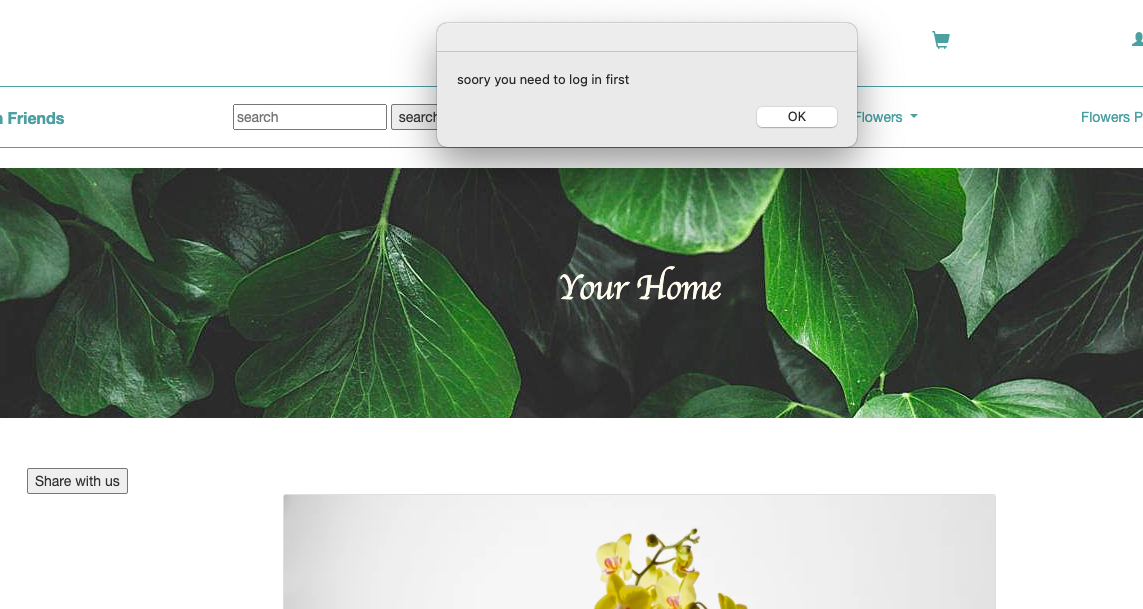 soory you need to log in first
OK
Friends
search
search
Flowers
Flowers P
Your Home
Share with us